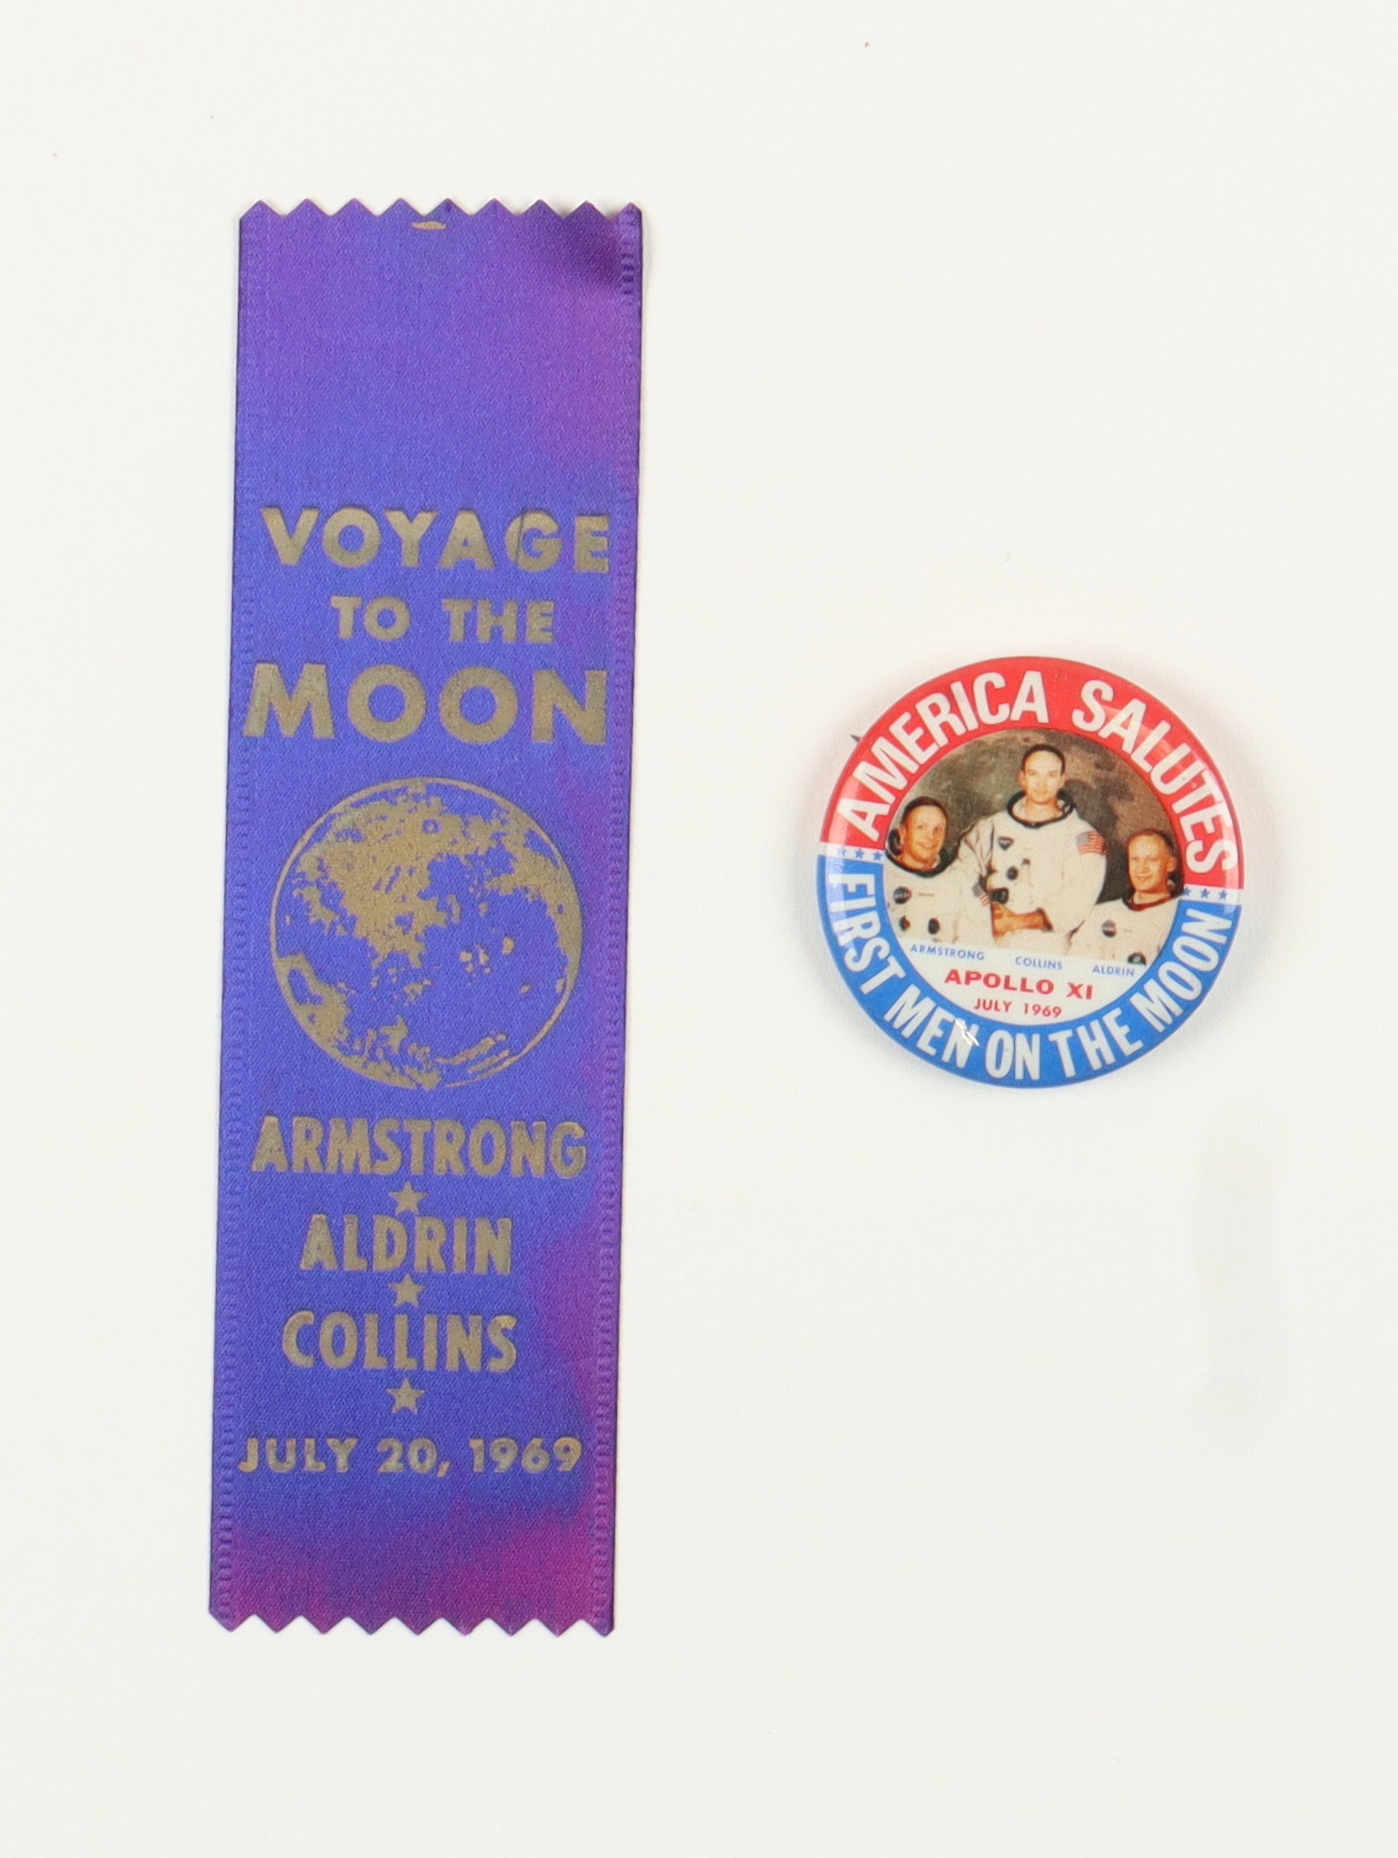 VOYAGE
TO THE
MOON
ARMSTRONG
ALDRIN
COLLINS
JULY 20, 1969
AMERICA SALUTES
ARMSTRONG COLLINS ALDRIN
APOLLO XI
JULY 1969
FIRST MEN ON THE MOON